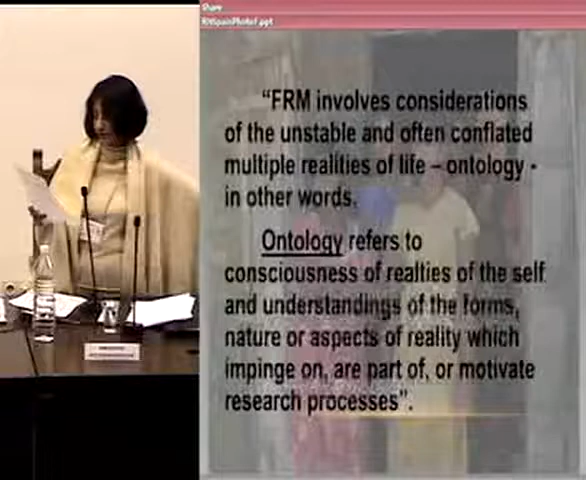 Share
“FRM involves considerations
of the unstable and often conflated
multiple realities of life – ontology -
in other words.
Ontology refers to
consciousness of realties of the self
and understandings of the forms,
nature or aspects of reality which
impinge on, are part of, or motivate
research processes”.